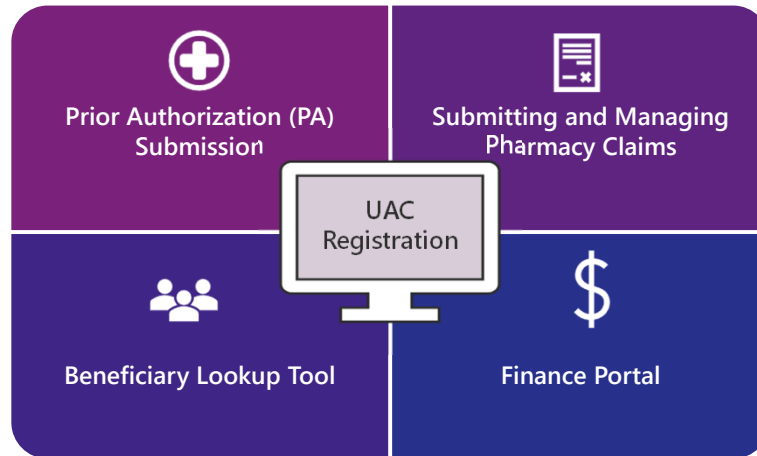 Prior Authorization (PA)
Submission
Submitting and Managing
Pharmacy Claims
UAC
Registration
Beneficiary Lookup Tool
$
Finance Portal